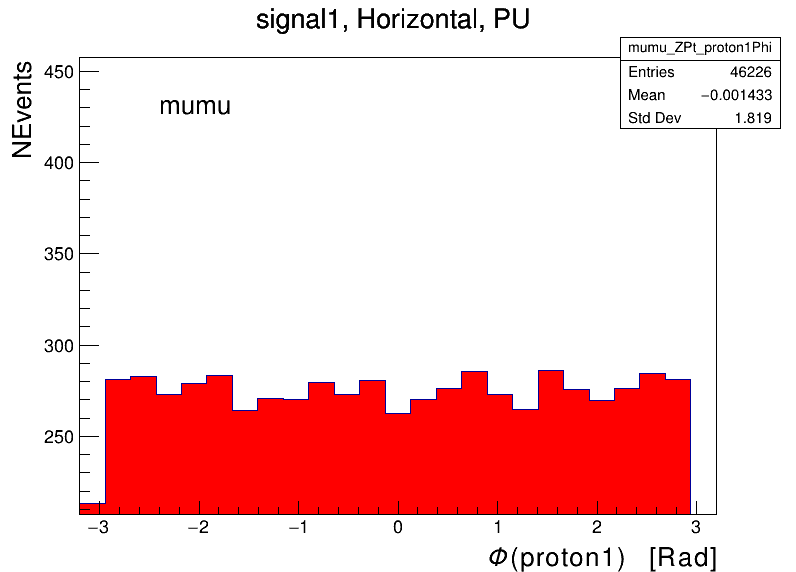 signal1, Horizontal, PU
mumu_ZPt_proton1Phi
Entries 46226
Mean −0.001433
Std Dev 1.819
NEvents
mumu
450
400
350
300
250
−3 −2 −1 0 1 2 3
Φ(proton1) [Rad]